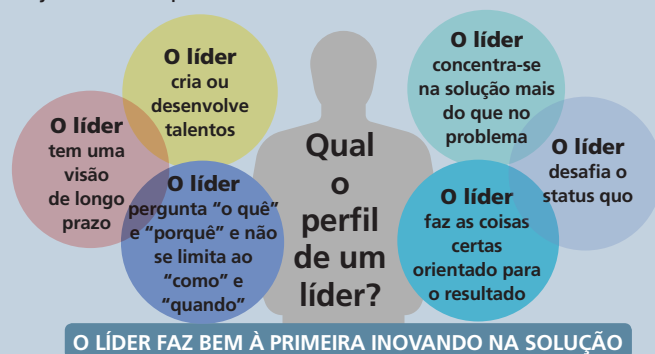 O líder
cria ou
desenvolve
talentos
O líder
tem uma
visão
de longo
prazo
O líder
pergunta “o quê”
e “porquê” e não
se limita ao
“como” e
“quando”
Qual
o
perfil
de um
líder?
O líder
concentra-se
na solução mais
do que no
problema
O líder
desafia o
status quo
O líder
faz as coisas
certas
orientado para
o resultado
O LÍDER FAZ BEM À PRIMEIRA INOVANDO NA SOLUÇÃO